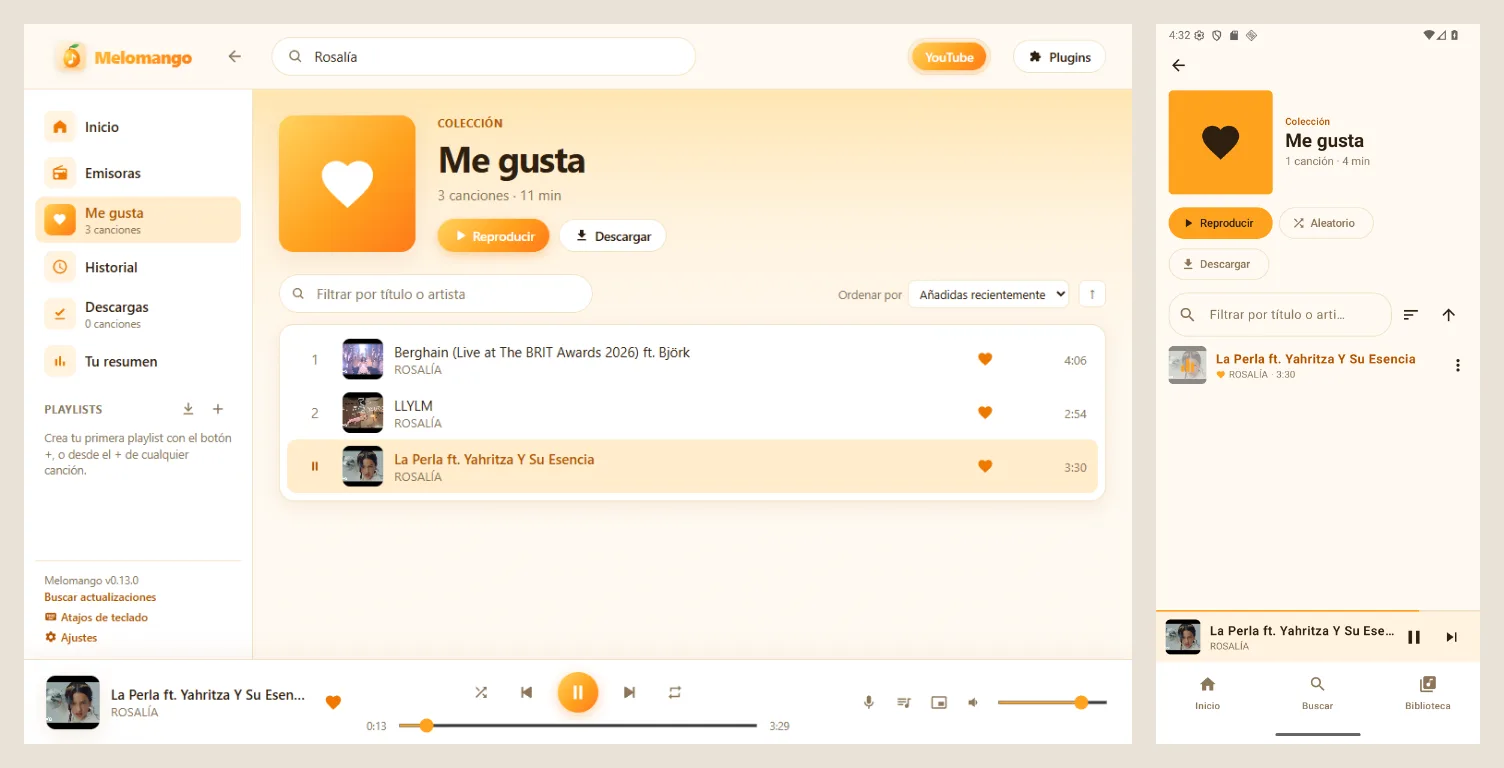 Melomango
Rosalía
YouTube
Plugins
Inicio
Emisoras
Me gusta
3 canciones
Historial
Descargas
0 canciones
Tu resumen
PLAYLISTS
Crea tu primera playlist con el botón
+, o desde el + de cualquier
canción.
Melomango v0.13.0
Buscar actualizaciones
Atajos de teclado
Ajustes
COLECCIÓN
Me gusta
3 canciones · 11 min
Reproducir
Descargar
Filtrar por título o artista
Ordenar por
Añadidas recientemente
↑
1
Berghain (Live at The BRIT Awards 2026) ft. Björk
ROSALÍA
4:06
2
LLYLM
ROSALÍA
2:54
La Perla ft. Yahritza Y Su Esencia
ROSALÍA
3:30
La Perla ft. Yahritza Y Su Esen...
ROSALÍA
0:13
3:29
4:32
Colección
Me gusta
1 canción · 4 min
Reproducir
Aleatorio
Descargar
Filtrar por título o arti...
La Perla ft. Yahritza Y Su Esencia
ROSALÍA · 3:30
La Perla ft. Yahritza Y Su Ese...
ROSALÍA
Inicio
Buscar
Biblioteca